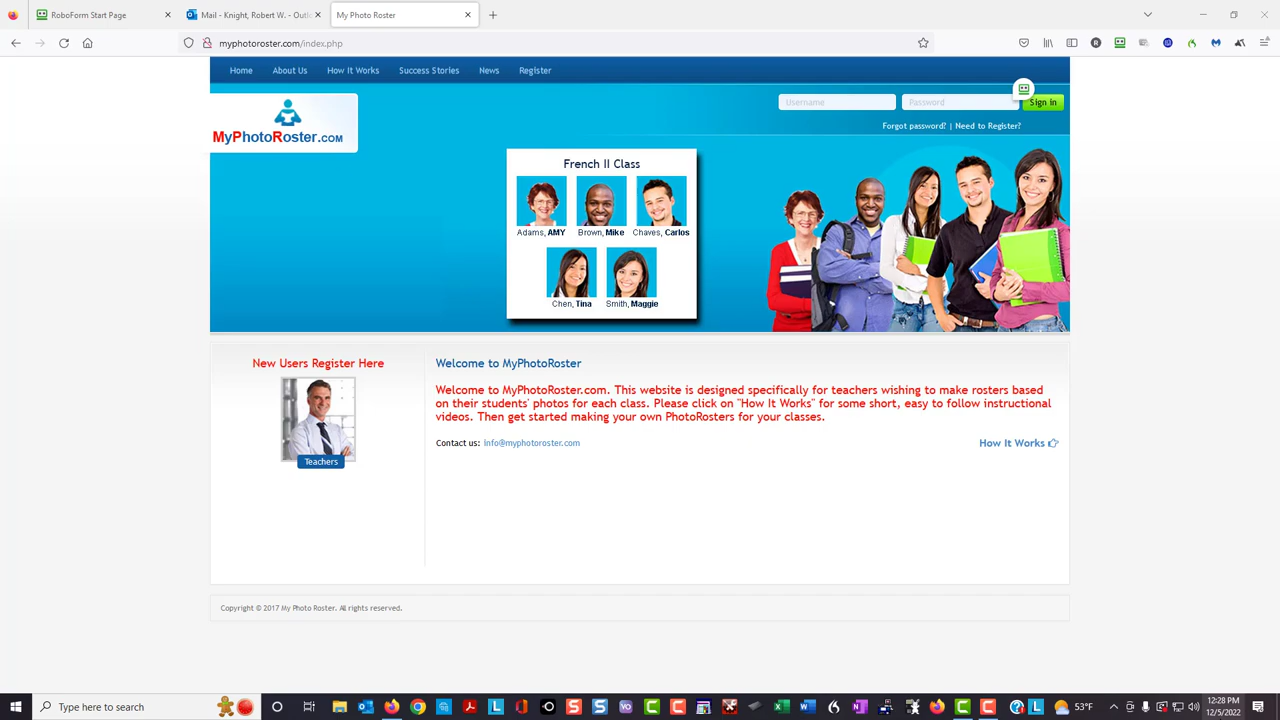 RoboForm Start Page
Mail - Knight, Robert W. - Outl
My Photo Roster
myphotoroster.com/index.php
Home About Us How It Works Success Stories News Register
Username Password Sign in
Forgot password? | Need to Register?
MyPhotoRoster.com
French II Class
Adams, AMY Brown, Mike Chaves, Carlos
Chen, Tina Smith, Maggie
New Users Register Here
Teachers
Welcome to MyPhotoRoster
Welcome to MyPhotoRoster.com. This website is designed specifically for teachers wishing to make rosters based
on their students' photos for each class. Please click on "How It Works" for some short, easy to follow instructional
videos. Then get started making your own PhotoRosters for your classes.
Contact us: info@myphotoroster.com
How It Works
Copyright © 2017 My Photo Roster. All rights reserved.
Type here to search
53°F
12:28 PM
12/5/2022